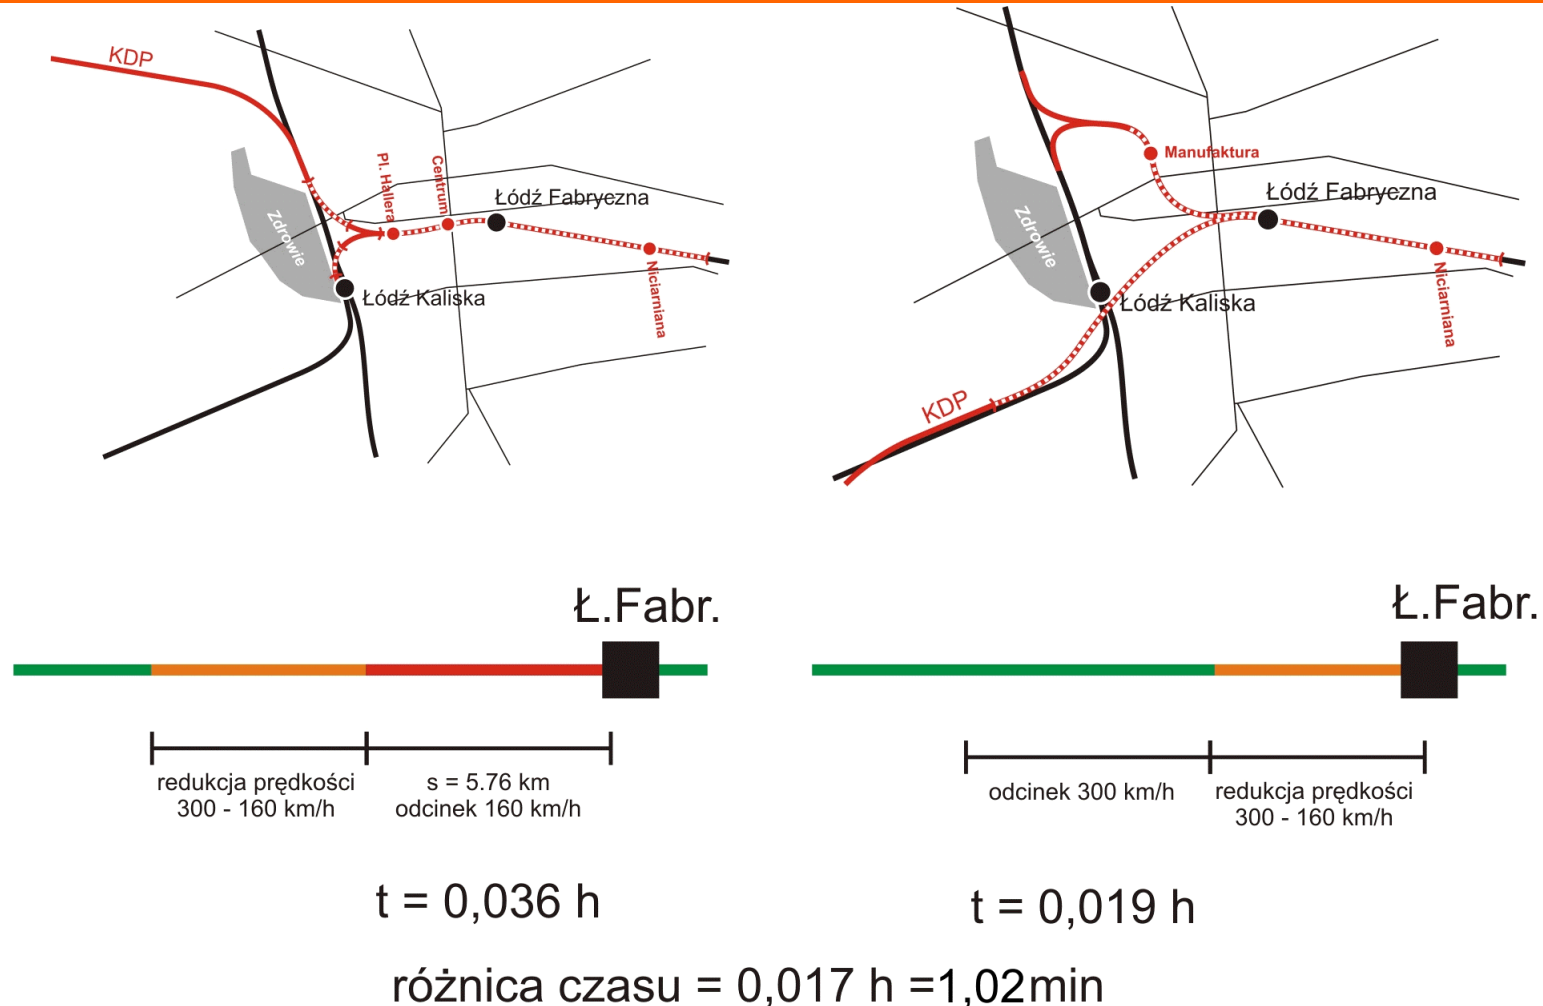 KDP
Pl. Hallera
Centrum
Łódź Fabryczna
Zdrowie
Łódź Kaliska
Niciarniana
Manufaktura
Łódź Fabryczna
Zdrowie
Łódź Kaliska
Niciarniana
KDP
Ł.Fabr.
redukcja prędkości
300 - 160 km/h
s = 5.76 km
odcinek 160 km/h
Ł.Fabr.
odcinek 300 km/h
redukcja prędkości
300 - 160 km/h
t = 0,036 h
t = 0,019 h
różnica czasu = 0,017 h =1,02min